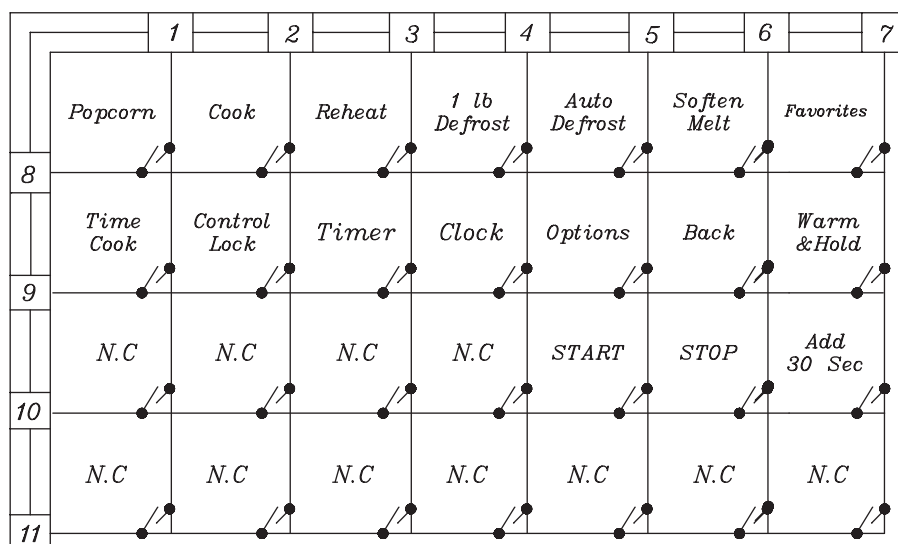 1 2 3 4 5 6 7
Popcorn Cook Reheat 1 lb Defrost Auto Defrost Soften Melt Favorites
8
Time Cook Control Lock Timer Clock Options Back Warm &Hold
9
N.C N.C N.C N.C START STOP Add 30 Sec
10
N.C N.C N.C N.C N.C N.C N.C
11